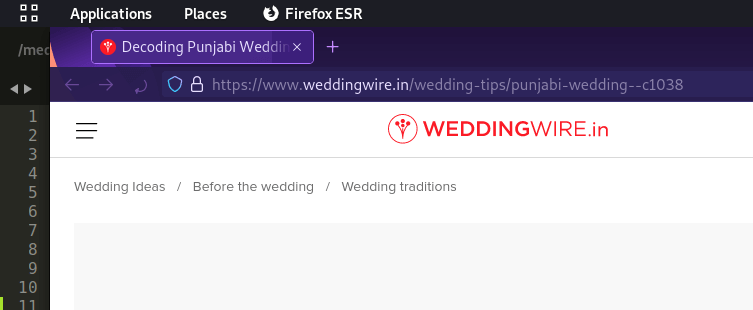 Applications Places Firefox ESR
/med
Decoding Punjabi Weddin
https://www.weddingwire.in/wedding-tips/punjabi-wedding--c1038
WEDDINGWIRE.in
Wedding Ideas / Before the wedding / Wedding traditions
1
2
3
4
5
6
7
8
9
10
11